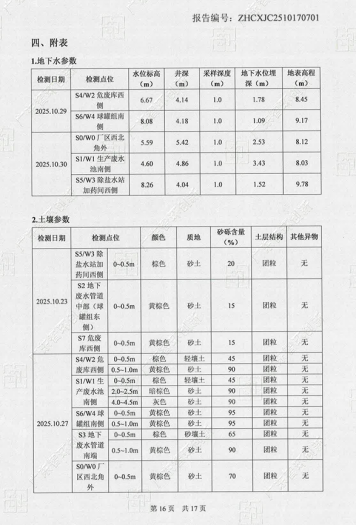 报告编号：ZHCXJC2510170701
四、附表
1.地下水参数
检测日期 检测点位 水位标高（m） 井深（m） 采样深度（m） 地下水位埋深（m） 地表高程（m）
2025.10.29 S4/W2 危废库西侧 6.67 4.14 1.0 1.78 8.45
S6/W4 球罐组南侧 8.08 4.18 1.0 1.09 9.17
2025.10.30 S0/W0 厂区西北角外 5.59 5.42 1.0 2.53 8.12
S1/W1 生产废水池南侧 4.60 4.86 1.0 3.43 8.03
S5/W3 除盐水站加药间西侧 8.26 4.04 1.0 1.52 9.78
2.土壤参数
检测日期 检测点位 颜色 质地 砂砾含量（%） 土层结构 其他异物
2025.10.23 S5/W3 除盐水站加药间西侧 0~0.5m 棕色 砂土 20 团粒 无
S2 地下废水管道中部（球罐组东侧） 0~0.5m 黄棕色 砂土 15 团粒 无
S7 危废库西侧 0~0.5m 黄棕色 砂土 15 团粒 无
2025.10.27 S4/W2 危废库西侧 0~0.5m 棕色 轻壤土 45 团粒 无
0.5~1.0m 黄棕色 砂土 90 团粒 无
S1/W1 生产废水池南侧 0~0.5m 棕色 轻壤土 45 团粒 无
2.0~2.5m 暗棕色 砂土 90 团粒 无
4.0~4.5m 灰色 砂土 90 团粒 无
S6/W4 球罐组南侧 0~0.5m 黄棕色 砂土 95 团粒 无
0.5~1.0m 黄棕色 砂土 95 团粒 无
S3 地下废水管道南端 0~0.5m 棕色 砂壤土 65 团粒 无
0.5~1.0m 黄棕色 砂土 90 团粒 无
S0/W0 厂区西北角外 0~0.5m 黄棕色 砂土 70 团粒 无
第 16 页 共 17 页